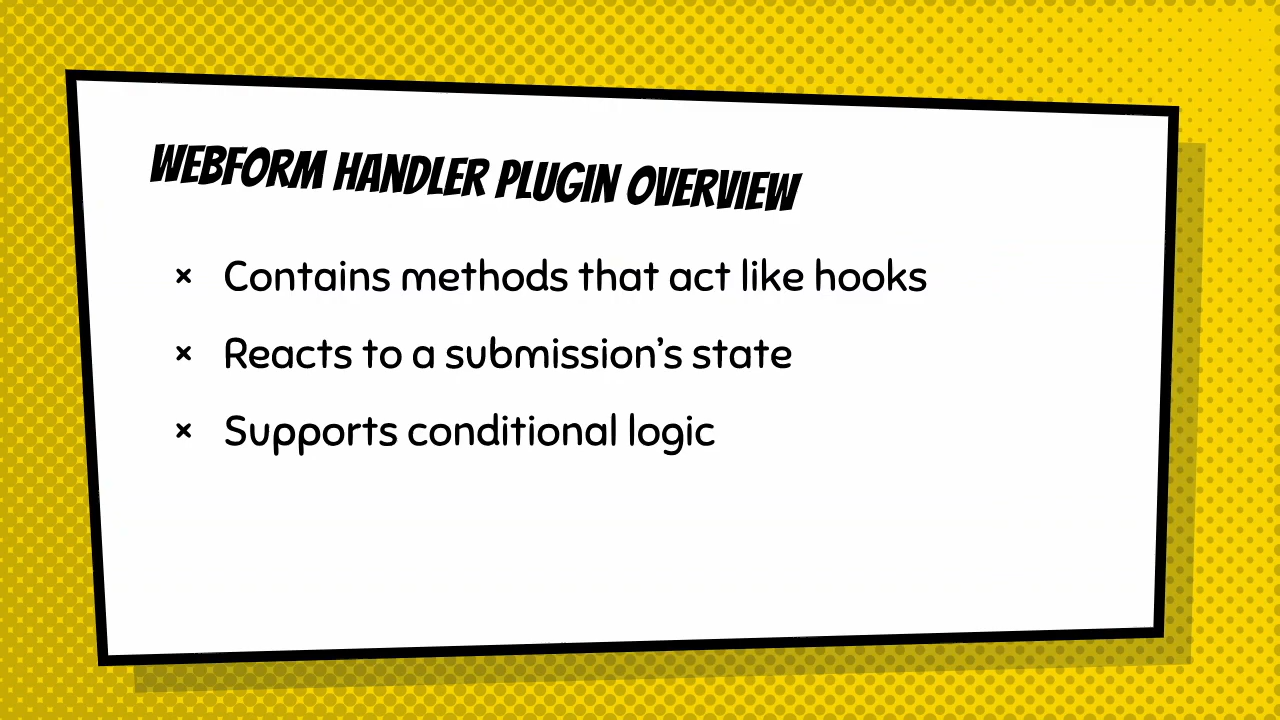 WEBFORM HANDLER PLUGIN OVERVIEW
× Contains methods that act like hooks
× Reacts to a submission’s state
× Supports conditional logic